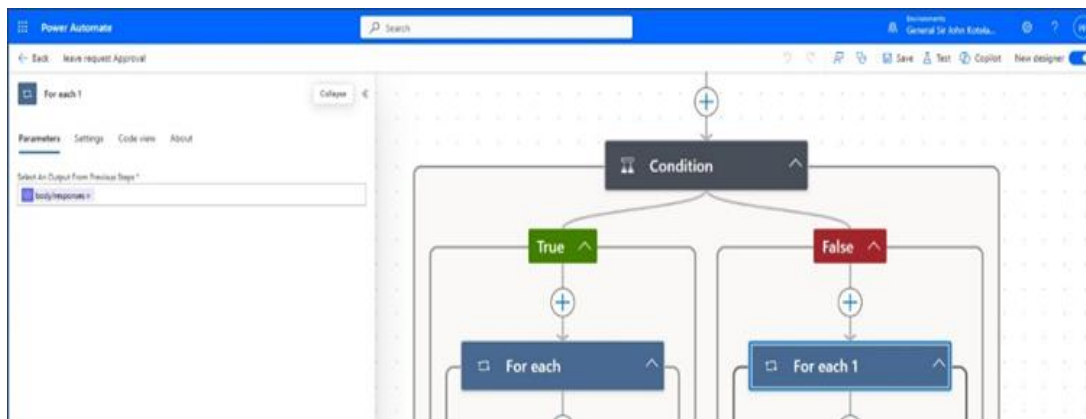 Power Automate
Search
Environments
General Sir John Kotela...
Back
leave request Approval
Save
Test
Copilot
New designer
For each 1
Collapse
Parameters
Settings
Code view
About
Select An Output From Previous Steps *
body/responses ×
Condition
True
False
For each
For each 1